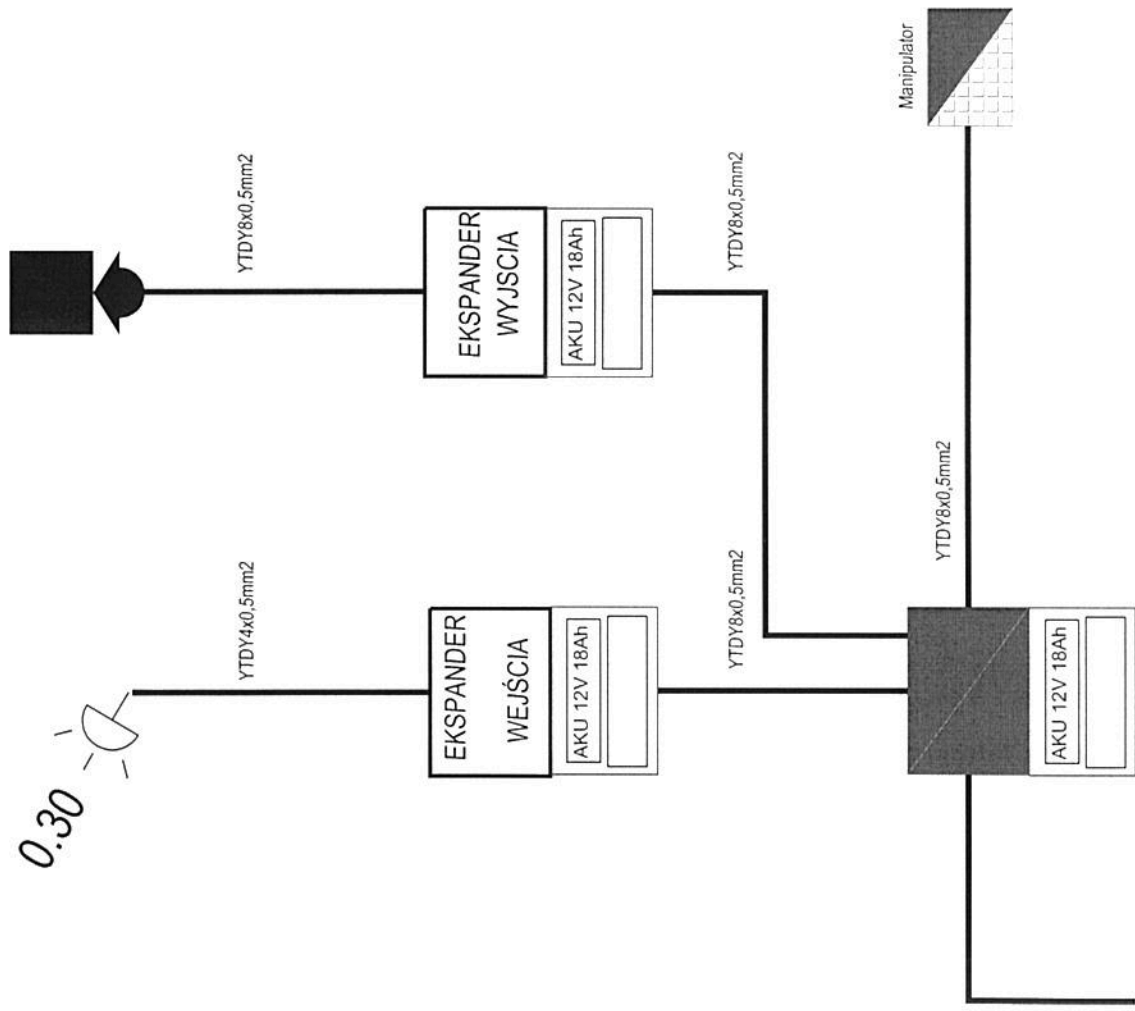 Manipulator
YTDY8x0,5mm2
EKSPANDER
WYJSCIA
AKU 12V 18Ah
YTDY8x0,5mm2
YTDY8x0,5mm2
0.30
YTDY4x0,5mm2
EKSPANDER
WEJŚCIA
AKU 12V 18Ah
YTDY8x0,5mm2
AKU 12V 18Ah